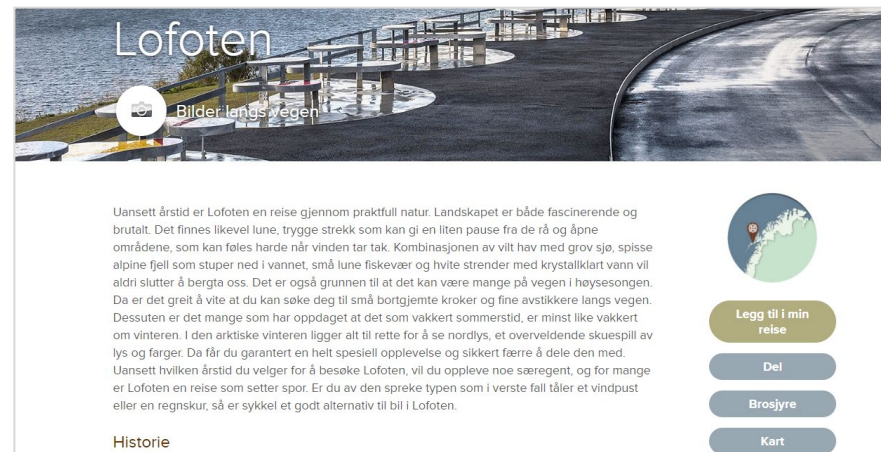 Lofoten
Bilder langs vegen
Uansett årstid er Lofoten en reise gjennom praktfull natur. Landskapet er både fascinerende og
brutalt. Det finnes likevel lune, trygge strekk som kan gi en liten pause fra de rå og åpne
områdene, som kan føles harde når vinden tar tak. Kombinasjonen av vilt hav med grov sjø, spisse
alpine fjell som stuper ned i vannet, små lune fiskevær og hvite strender med krystallklart vann vil
aldri slutter å bergta oss. Det er også grunnen til at det kan være mange på vegen i høysesongen.
Da er det greit å vite at du kan søke deg til små bortgjemte kroker og fine avstikkere langs vegen.
Dessuten er det mange som har oppdaget at det som vakkert sommerstid, er minst like vakkert
om vinteren. I den arktiske vinteren ligger alt til rette for å se nordlys, et overveldende skuespill av
lys og farger. Da får du garantert en helt spesiell opplevelse og sikkert færre å dele den med.
Uansett hvilken årstid du velger for å besøke Lofoten, vil du oppleve noe særegent, og for mange
er Lofoten en reise som setter spor. Er du av den spreke typen som i verste fall tåler et vindpust
eller en regnskur, så er sykkel et godt alternativ til bil i Lofoten.
Historie
Legg til i min
reise
Del
Brosjyre
Kart